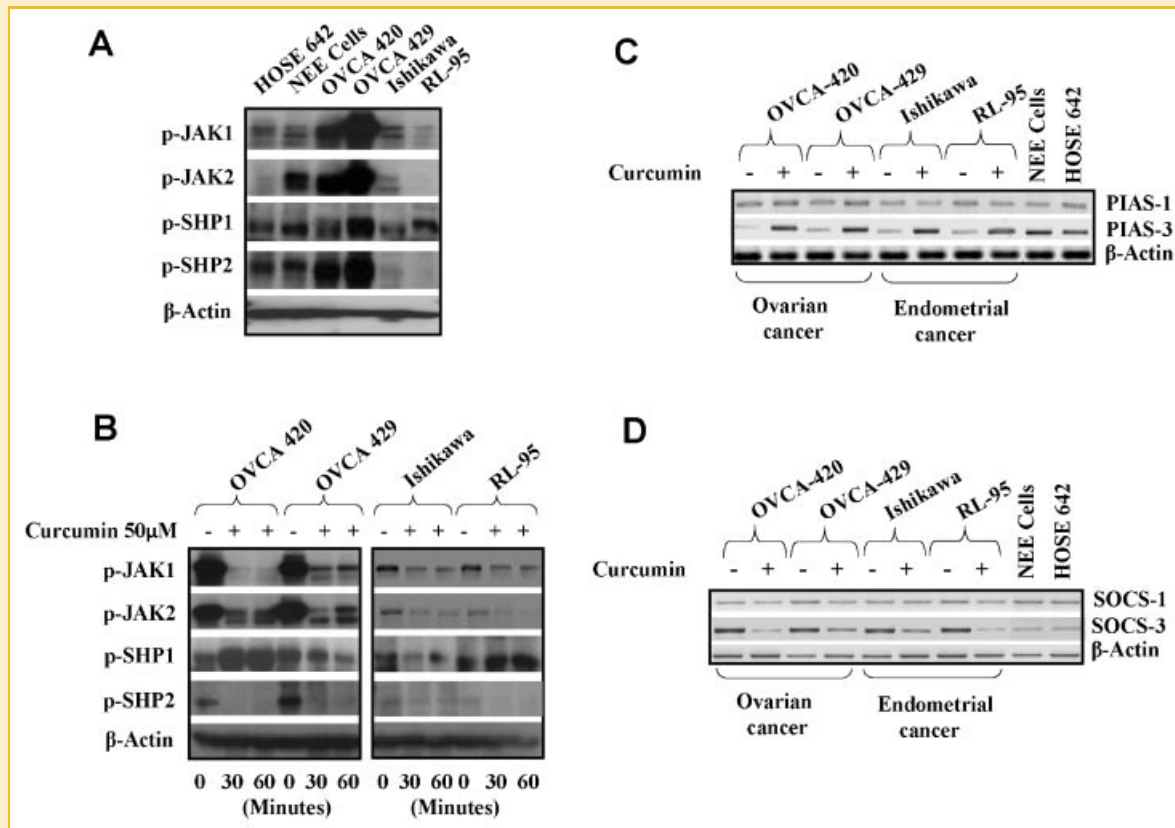 A
HOSE 642
NEE Cells
OVCA 420
OVCA 429
Ishikawa
RL-95
p-JAK1
p-JAK2
p-SHP1
p-SHP2
β-Actin
B
OVCA 420
OVCA 429
Ishikawa
RL-95
Curcumin 50μM - + + - + + - + + - + +
p-JAK1
p-JAK2
p-SHP1
p-SHP2
β-Actin
0 30 60 0 30 60 0 30 60 0 30 60
(Minutes) (Minutes)
C
OVCA-420
OVCA-429
Ishikawa
RL-95
NEE Cells
HOSE 642
Curcumin - + - + - + - +
PIAS-1
PIAS-3
β-Actin
Ovarian cancer
Endometrial cancer
D
OVCA-420
OVCA-429
Ishikawa
RL-95
NEE Cells
HOSE 642
Curcumin - + - + - + - +
SOCS-1
SOCS-3
β-Actin
Ovarian cancer
Endometrial cancer